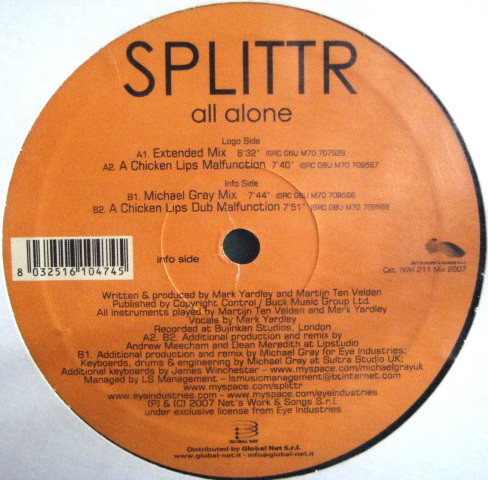 SPLITTR
all alone
Logo Side
A1. Extended Mix 6'32" ISRC GBU M70 707929
A2. A Chicken Lips Malfunction 7'40" ISRC GBU M70 709567
Info Side
B1. Michael Gray Mix 7'44" ISRC GBU M70 709566
B2. A Chicken Lips Dub Malfunction 7'51" ISRC GBU M70 709569
8 032516 104745
info side
Cat. NWI 211 Mix 2007
Written & produced by Mark Yardley and Martijn Ten Velden
Published by Copyright Control / Buck Music Group Ltd.
All instruments played by Martijn Ten Velden and Mark Yardley
Vocals by Mark Yardley
Recorded at Bujinkan Studios, London
A2. B2. Additional production and remix by
Andrew Meecham and Dean Meredith at Lipstudio
B1. Additional production and remix by Michael Gray for Eye Industries;
Keyboards, drums & engineering by Michael Gray at Sultra Studio UK;
Additional keyboards by James Winchester - www.myspace.com/michaelgrayuk
Managed by LS Management - lsmusicmanagement@btinternet.com
www.myspace.com/splittr
www.eyeindustries.com - www.myspace.com/eyeindustries
(P) & (C) 2007 Net's Work & Songs S.r.l.
under exclusive license from Eye Industries
GLOBAL NET
Distributed by Global Net S.r.l.
www.global-net.it - info@global-net.it